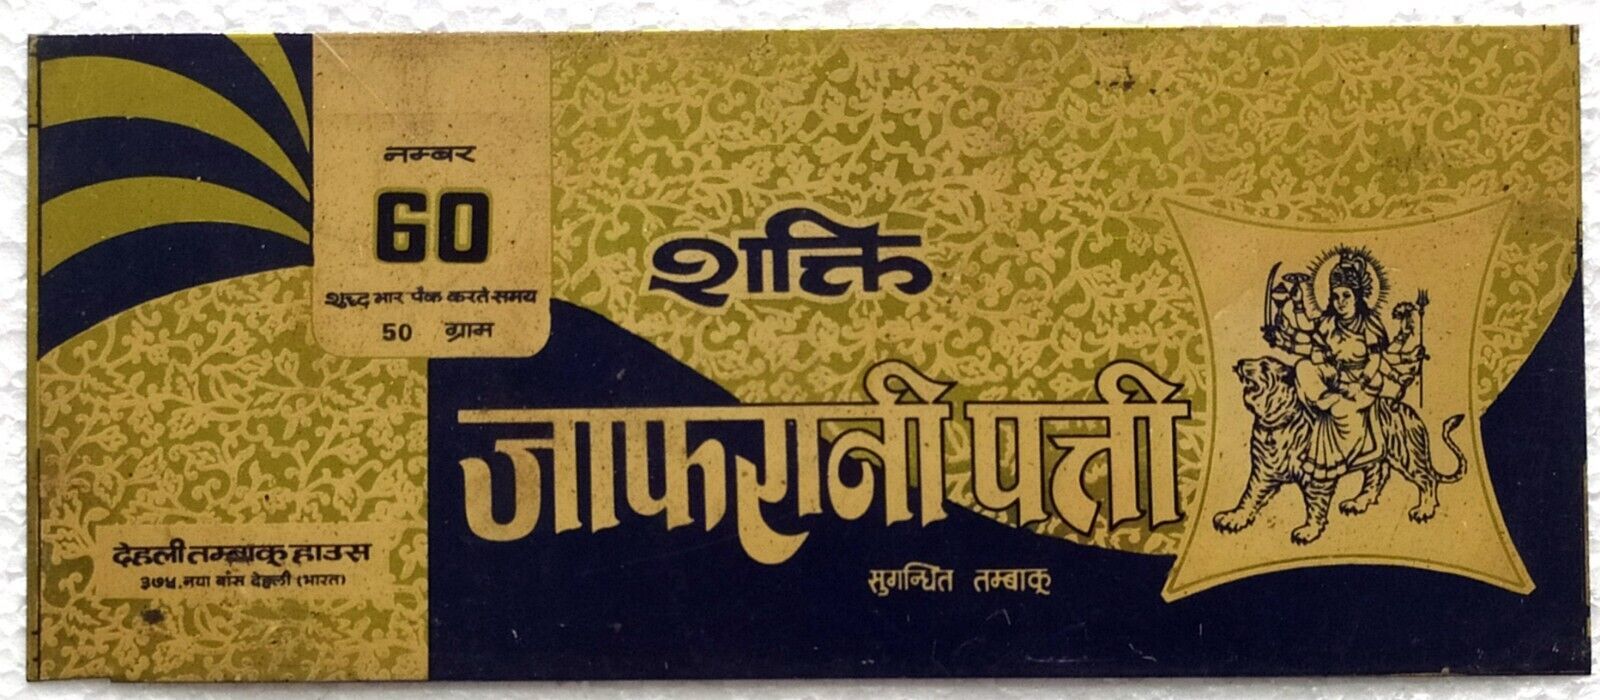 नम्बर
60
शुद्ध भार पैक करते समय
50 ग्राम
शक्ति
जाफरानी पत्ती
सुगन्धित तम्बाकू
देहली तम्बाकू हाउस
३७५, नया बाँस देहली (भारत)